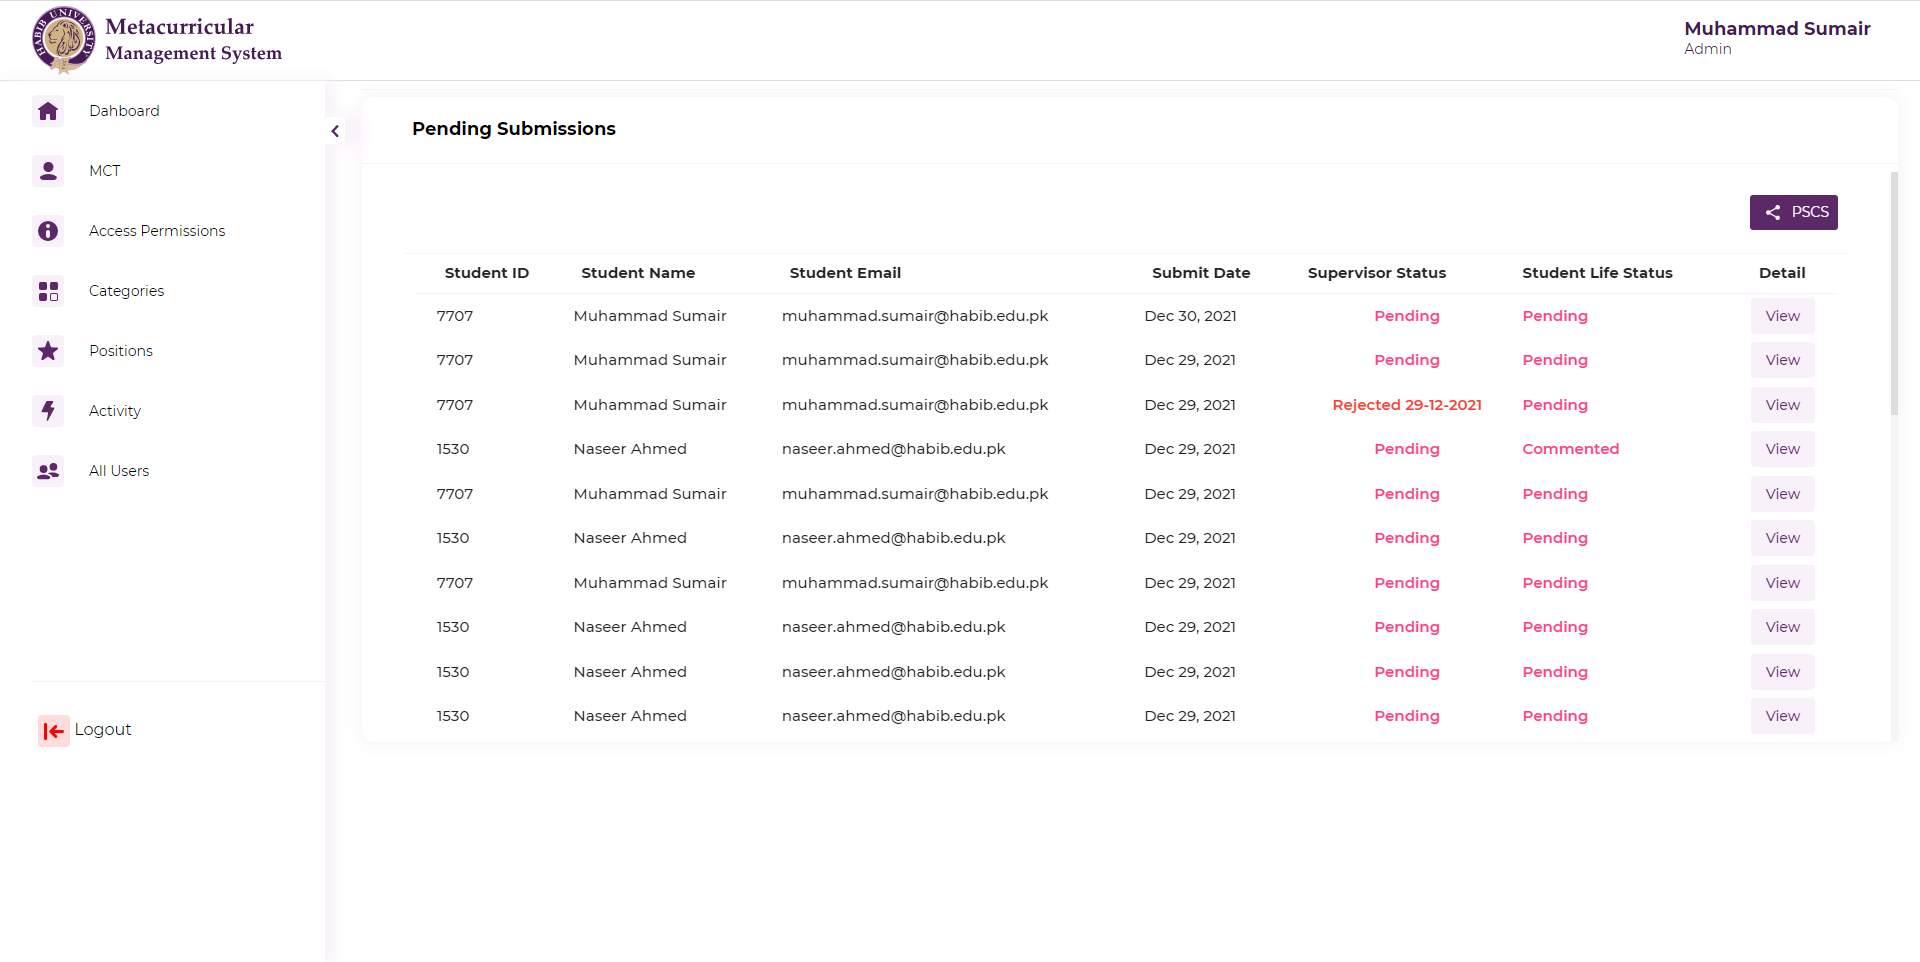 HABIB UNIVERSITY
Metacurricular
Management System
Muhammad Sumair
Admin
Dahboard
MCT
Access Permissions
Categories
Positions
Activity
All Users
Logout
Pending Submissions
PSCS
Student ID Student Name Student Email Submit Date Supervisor Status Student Life Status Detail
7707 Muhammad Sumair muhammad.sumair@habib.edu.pk Dec 30, 2021 Pending Pending View
7707 Muhammad Sumair muhammad.sumair@habib.edu.pk Dec 29, 2021 Pending Pending View
7707 Muhammad Sumair muhammad.sumair@habib.edu.pk Dec 29, 2021 Rejected 29-12-2021 Pending View
1530 Naseer Ahmed naseer.ahmed@habib.edu.pk Dec 29, 2021 Pending Commented View
7707 Muhammad Sumair muhammad.sumair@habib.edu.pk Dec 29, 2021 Pending Pending View
1530 Naseer Ahmed naseer.ahmed@habib.edu.pk Dec 29, 2021 Pending Pending View
7707 Muhammad Sumair muhammad.sumair@habib.edu.pk Dec 29, 2021 Pending Pending View
1530 Naseer Ahmed naseer.ahmed@habib.edu.pk Dec 29, 2021 Pending Pending View
1530 Naseer Ahmed naseer.ahmed@habib.edu.pk Dec 29, 2021 Pending Pending View
1530 Naseer Ahmed naseer.ahmed@habib.edu.pk Dec 29, 2021 Pending Pending View